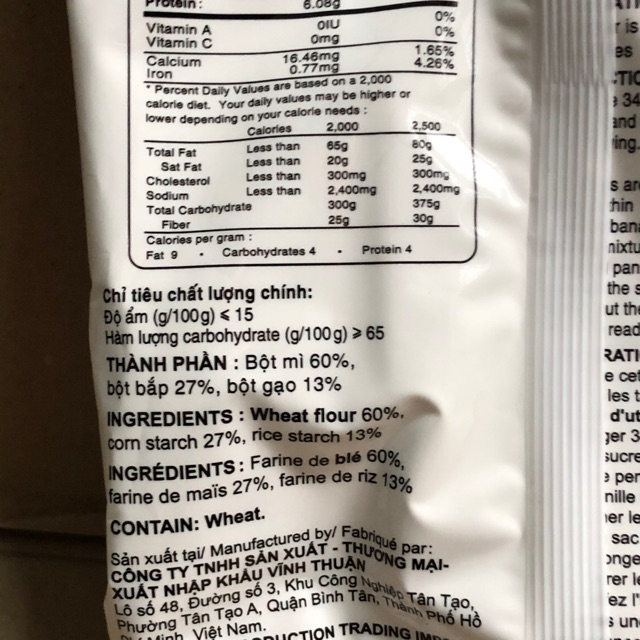 Protein: 6.08g
0%
Vitamin A 0IU 0%
Vitamin C 0mg
Calcium 16.46mg 1.65%
Iron 0.77mg 4.26%
* Percent Daily Values are based on a 2,000
calorie diet. Your daily values may be higher or
lower depending on your calorie needs :
Calories 2,000 2,500
Total Fat Less than 65g 80g
Sat Fat Less than 20g 25g
Cholesterol Less than 300mg 300mg
Sodium Less than 2,400mg 2,400mg
Total Carbohydrate 300g 375g
Fiber 25g 30g
Calories per gram :
Fat 9 • Carbohydrates 4 • Protein 4
Chỉ tiêu chất lượng chính:
Độ ẩm (g/100g) ≤ 15
Hàm lượng carbohydrate (g/100g) ≥ 65
THÀNH PHẦN : Bột mì 60%,
bột bắp 27%, bột gạo 13%
INGREDIENTS : Wheat flour 60%,
corn starch 27%, rice starch 13%
INGRÉDIENTS : Farine de blé 60%,
farine de maïs 27%, farine de riz 13%
CONTAIN: Wheat.
Sản xuất tại/ Manufactured by/ Fabriqué par:
CÔNG TY TNHH SẢN XUẤT - THƯƠNG MẠI-
XUẤT NHẬP KHẨU VĨNH THUẬN
Lô số 48, Đường số 3, Khu Công Nghiệp Tân Tạo,
Phường Tân Tạo A, Quận Bình Tân, Thành Phố Hồ
Minh, Việt Nam.
TRADING